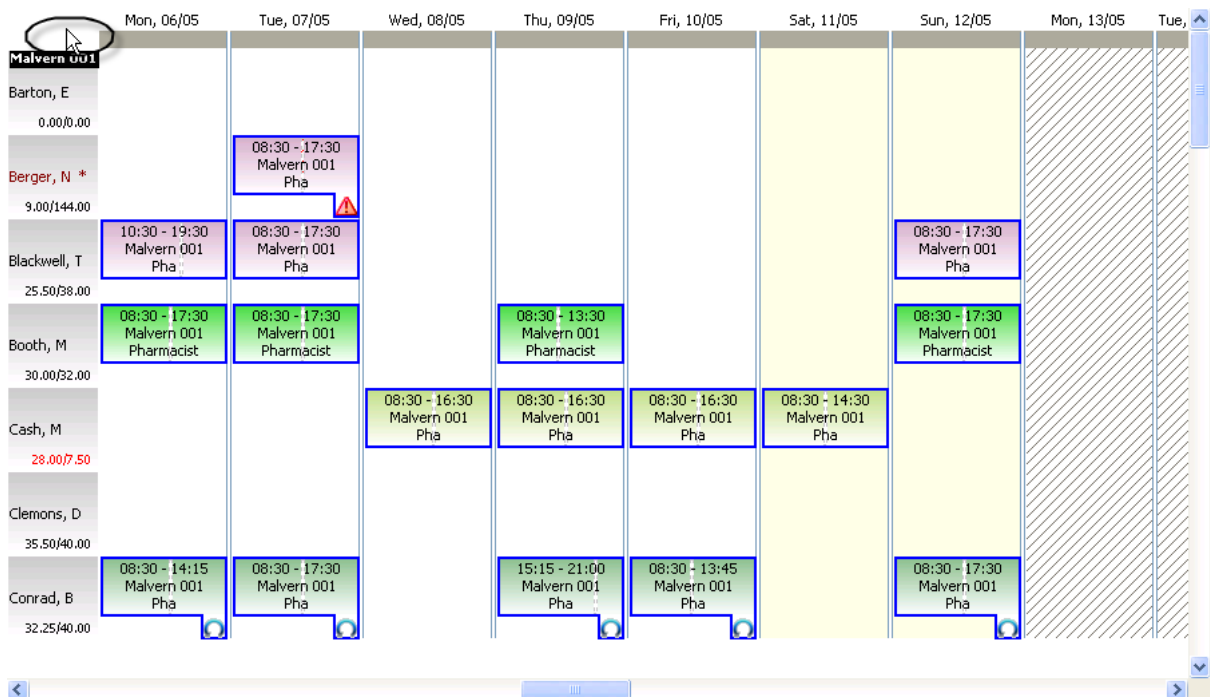 Mon, 06/05 Tue, 07/05 Wed, 08/05 Thu, 09/05 Fri, 10/05 Sat, 11/05 Sun, 12/05 Mon, 13/05 Tue,
Malvern 001
Barton, E
0.00/0.00
08:30 - 17:30
Malvern 001
Pha
Berger, N *
9.00/144.00
10:30 - 19:30 08:30 - 17:30 08:30 - 17:30
Malvern 001 Malvern 001 Malvern 001
Pha Pha Pha
Blackwell, T
25.50/38.00
08:30 - 17:30 08:30 - 17:30 08:30 - 13:30 08:30 - 17:30
Malvern 001 Malvern 001 Malvern 001 Malvern 001
Pharmacist Pharmacist Pharmacist Pharmacist
Booth, M
30.00/32.00
08:30 - 16:30 08:30 - 16:30 08:30 - 16:30 08:30 - 14:30
Malvern 001 Malvern 001 Malvern 001 Malvern 001
Pha Pha Pha Pha
Cash, M
28.00/7.50
Clemons, D
35.50/40.00
08:30 - 14:15 08:30 - 17:30 15:15 - 21:00 08:30 - 13:45 08:30 - 17:30
Malvern 001 Malvern 001 Malvern 001 Malvern 001 Malvern 001
Pha Pha Pha Pha Pha
Conrad, B
32.25/40.00